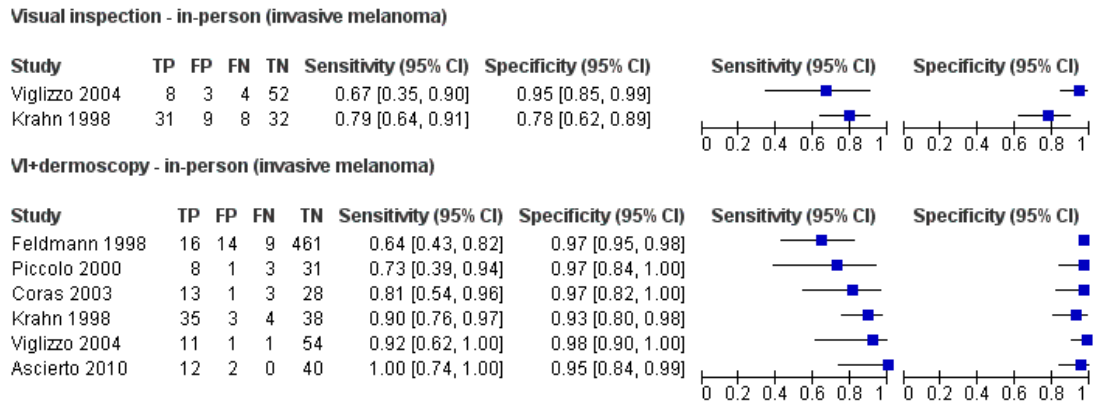 Visual inspection - in-person (invasive melanoma)
Study TP FP FN TN Sensitivity (95% CI) Specificity (95% CI) Sensitivity (95% CI) Specificity (95% CI)
Viglizzo 2004 8 3 4 52 0.67 [0.35, 0.90] 0.95 [0.85, 0.99]
Krahn 1998 31 9 8 32 0.79 [0.64, 0.91] 0.78 [0.62, 0.89]
0 0.2 0.4 0.6 0.8 1 0 0.2 0.4 0.6 0.8 1
VI+dermoscopy - in-person (invasive melanoma)
Study TP FP FN TN Sensitivity (95% CI) Specificity (95% CI) Sensitivity (95% CI) Specificity (95% CI)
Feldmann 1998 16 14 9 461 0.64 [0.43, 0.82] 0.97 [0.95, 0.98]
Piccolo 2000 8 1 3 31 0.73 [0.39, 0.94] 0.97 [0.84, 1.00]
Coras 2003 13 1 3 28 0.81 [0.54, 0.96] 0.97 [0.82, 1.00]
Krahn 1998 35 3 4 38 0.90 [0.76, 0.97] 0.93 [0.80, 0.98]
Viglizzo 2004 11 1 1 54 0.92 [0.62, 1.00] 0.98 [0.90, 1.00]
Ascierto 2010 12 2 0 40 1.00 [0.74, 1.00] 0.95 [0.84, 0.99]
0 0.2 0.4 0.6 0.8 1 0 0.2 0.4 0.6 0.8 1